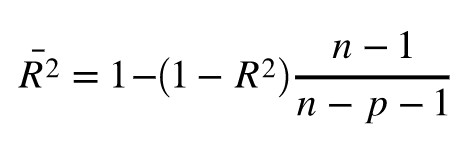 R̄² = 1−(1 − R²) (n − 1)/(n − p − 1)